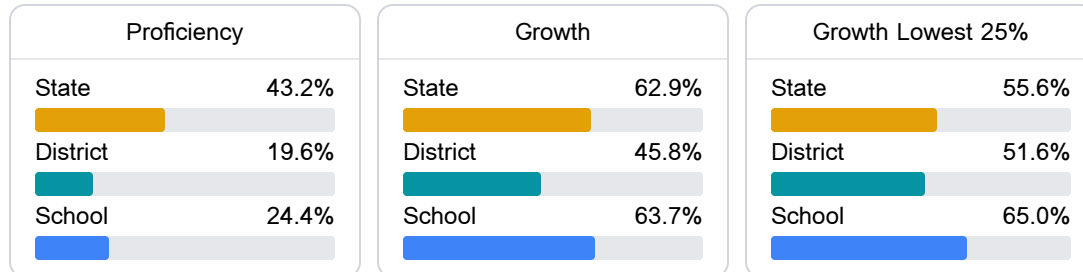 Proficiency
State 43.2%
District 19.6%
School 24.4%
Growth
State 62.9%
District 45.8%
School 63.7%
Growth Lowest 25%
State 55.6%
District 51.6%
School 65.0%